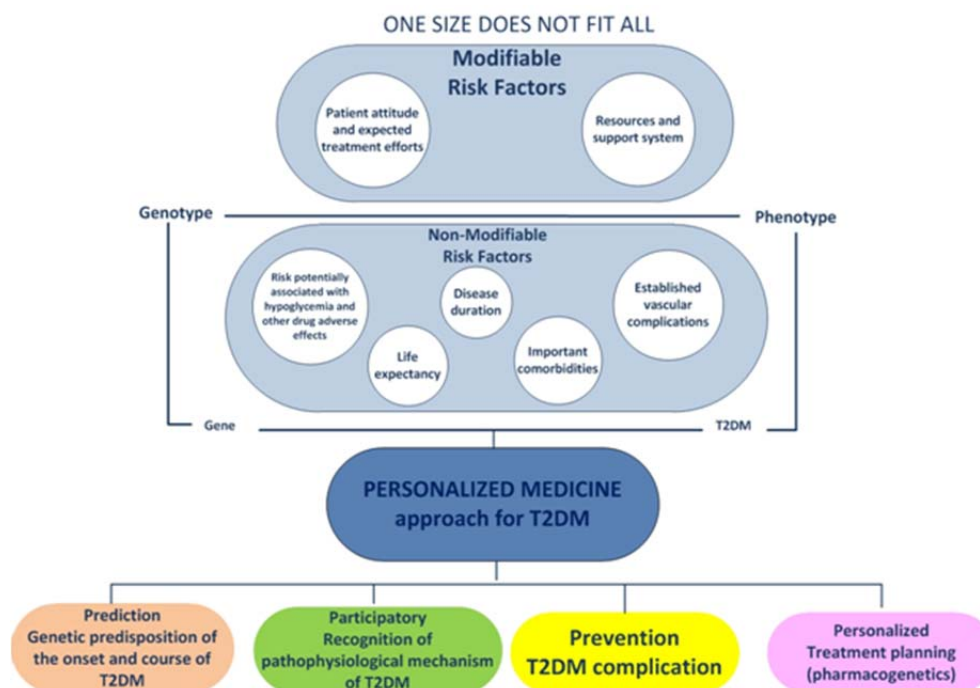 ONE SIZE DOES NOT FIT ALL
Modifiable
Risk Factors
Patient attitude
and expected
treatment efforts
Resources and
support system
Genotype
Phenotype
Non-Modifiable
Risk Factors
Risk potentially
associated with
hypoglycemia and
other drug adverse
effects
Disease
duration
Established
vascular
complications
Life
expectancy
Important
comorbidities
Gene
T2DM
PERSONALIZED MEDICINE
approach for T2DM
Prediction
Genetic predisposition of
the onset and course of
T2DM
Participatory
Recognition of
pathophysiological mechanism
of T2DM
Prevention
T2DM complication
Personalized
Treatment planning
(pharmacogenetics)